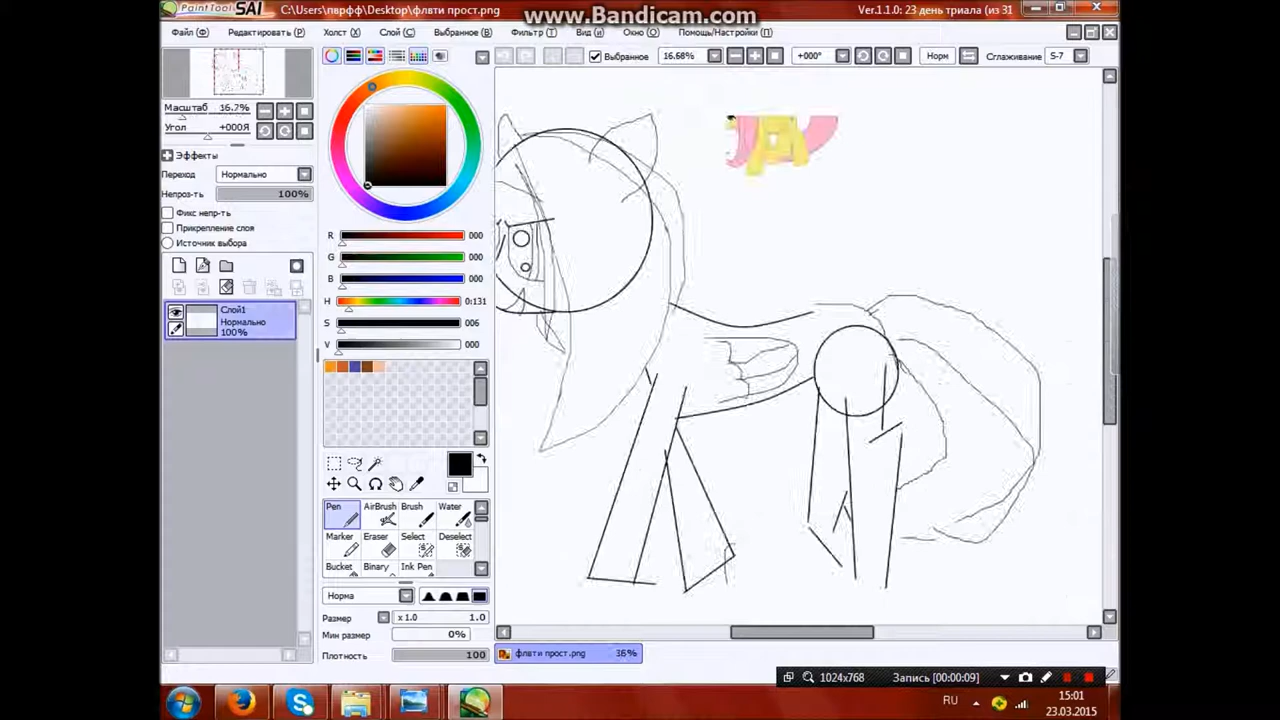 PaintTool SAI C:\Users\пврфф\Desktop\флвти прост.png
www.Bandicam.com
Ver.1.1.0: 23 день триала (из 31
Файл (Ф) Редактировать (P) Холст (X) Слой (C) Выбранное (B) Фильтр (T) Вид (и) Окно (O) Помощь/Настройки (П)
Выбранное 16.68% +000° Норм Сглаживание S-7
Масштаб 16.7%
Угол +000Я
Эффекты
Переход Нормально
Непроз-ть 100%
Фикс непр-ть
Прикрепление слоя
Источник выбора
Слой1
Нормально
100%
R 000
G 000
B 000
H 0:131
S 006
V 000
Pen AirBrush Brush Water
Marker Eraser Select Deselect
Bucket Binary Ink Pen
Норма
Размер x 1.0 1.0
Мин размер 0%
Плотность 100
флвти прост.png 36%
1024x768 Запись [00:00:09]
RU 15:01
23.03.2015